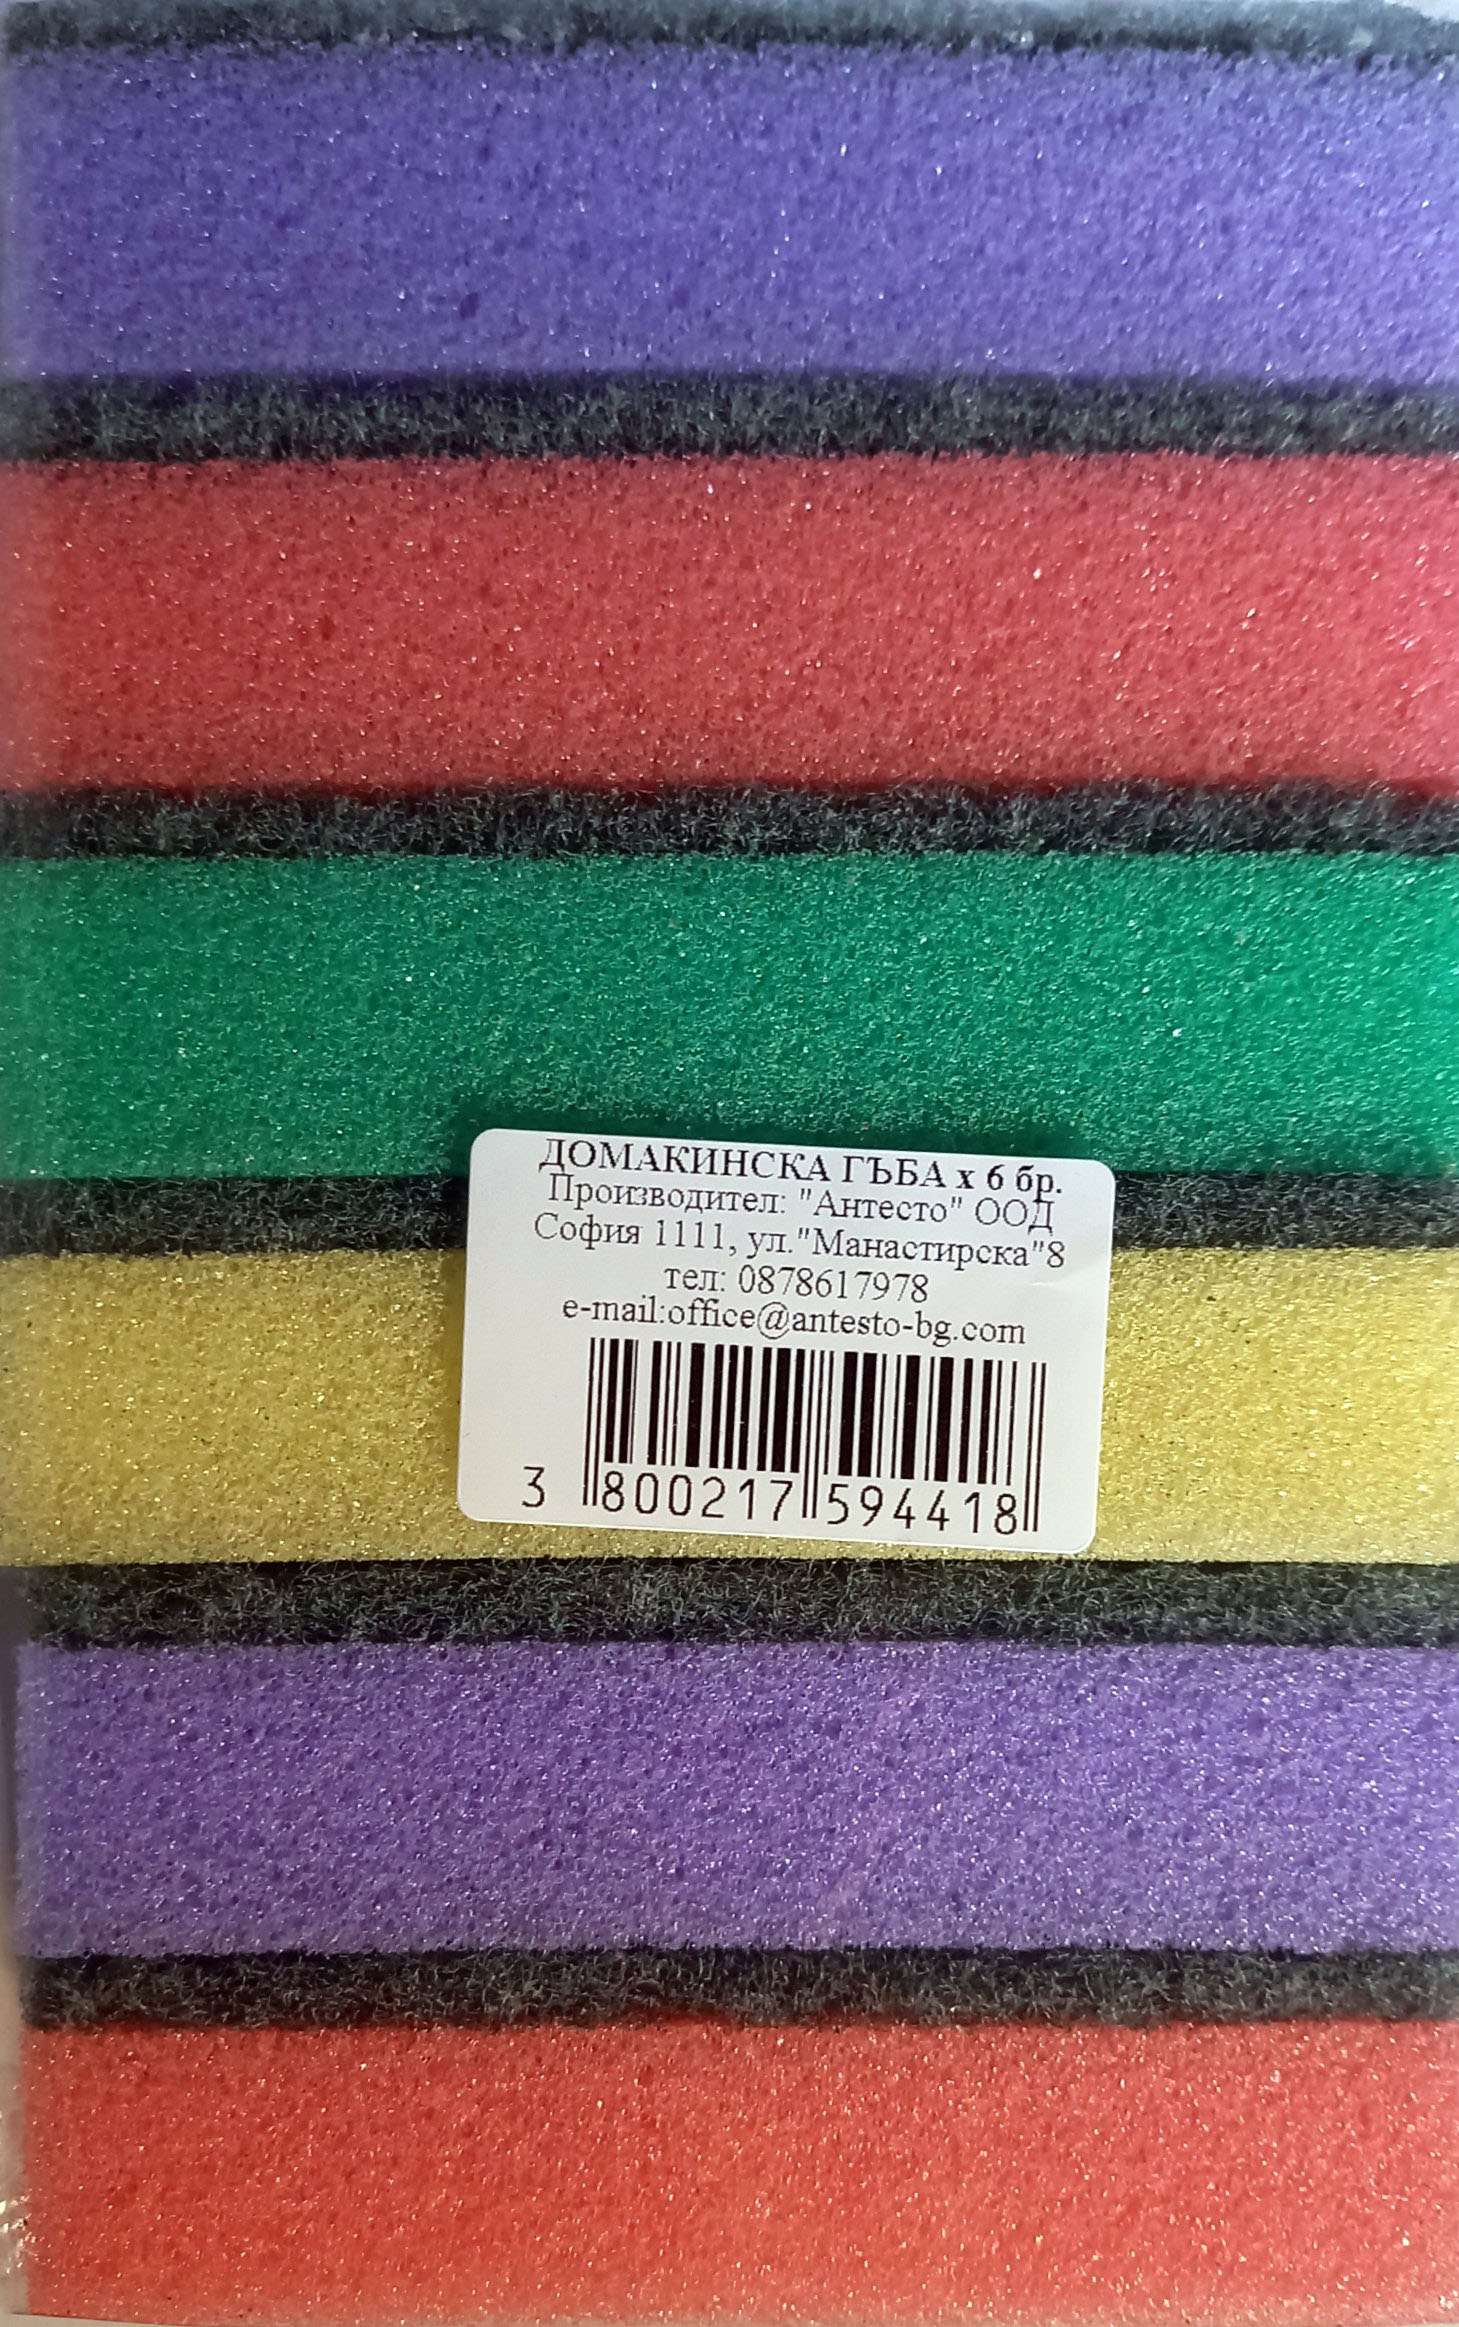 ДОМАКИНСКА ГЪБА х 6 бр.
Производител: "Антесто" ООД
София 1111, ул."Манастирска"8
тел: 0878617978
e-mail:office@antesto-bg.com
3 800217 594418